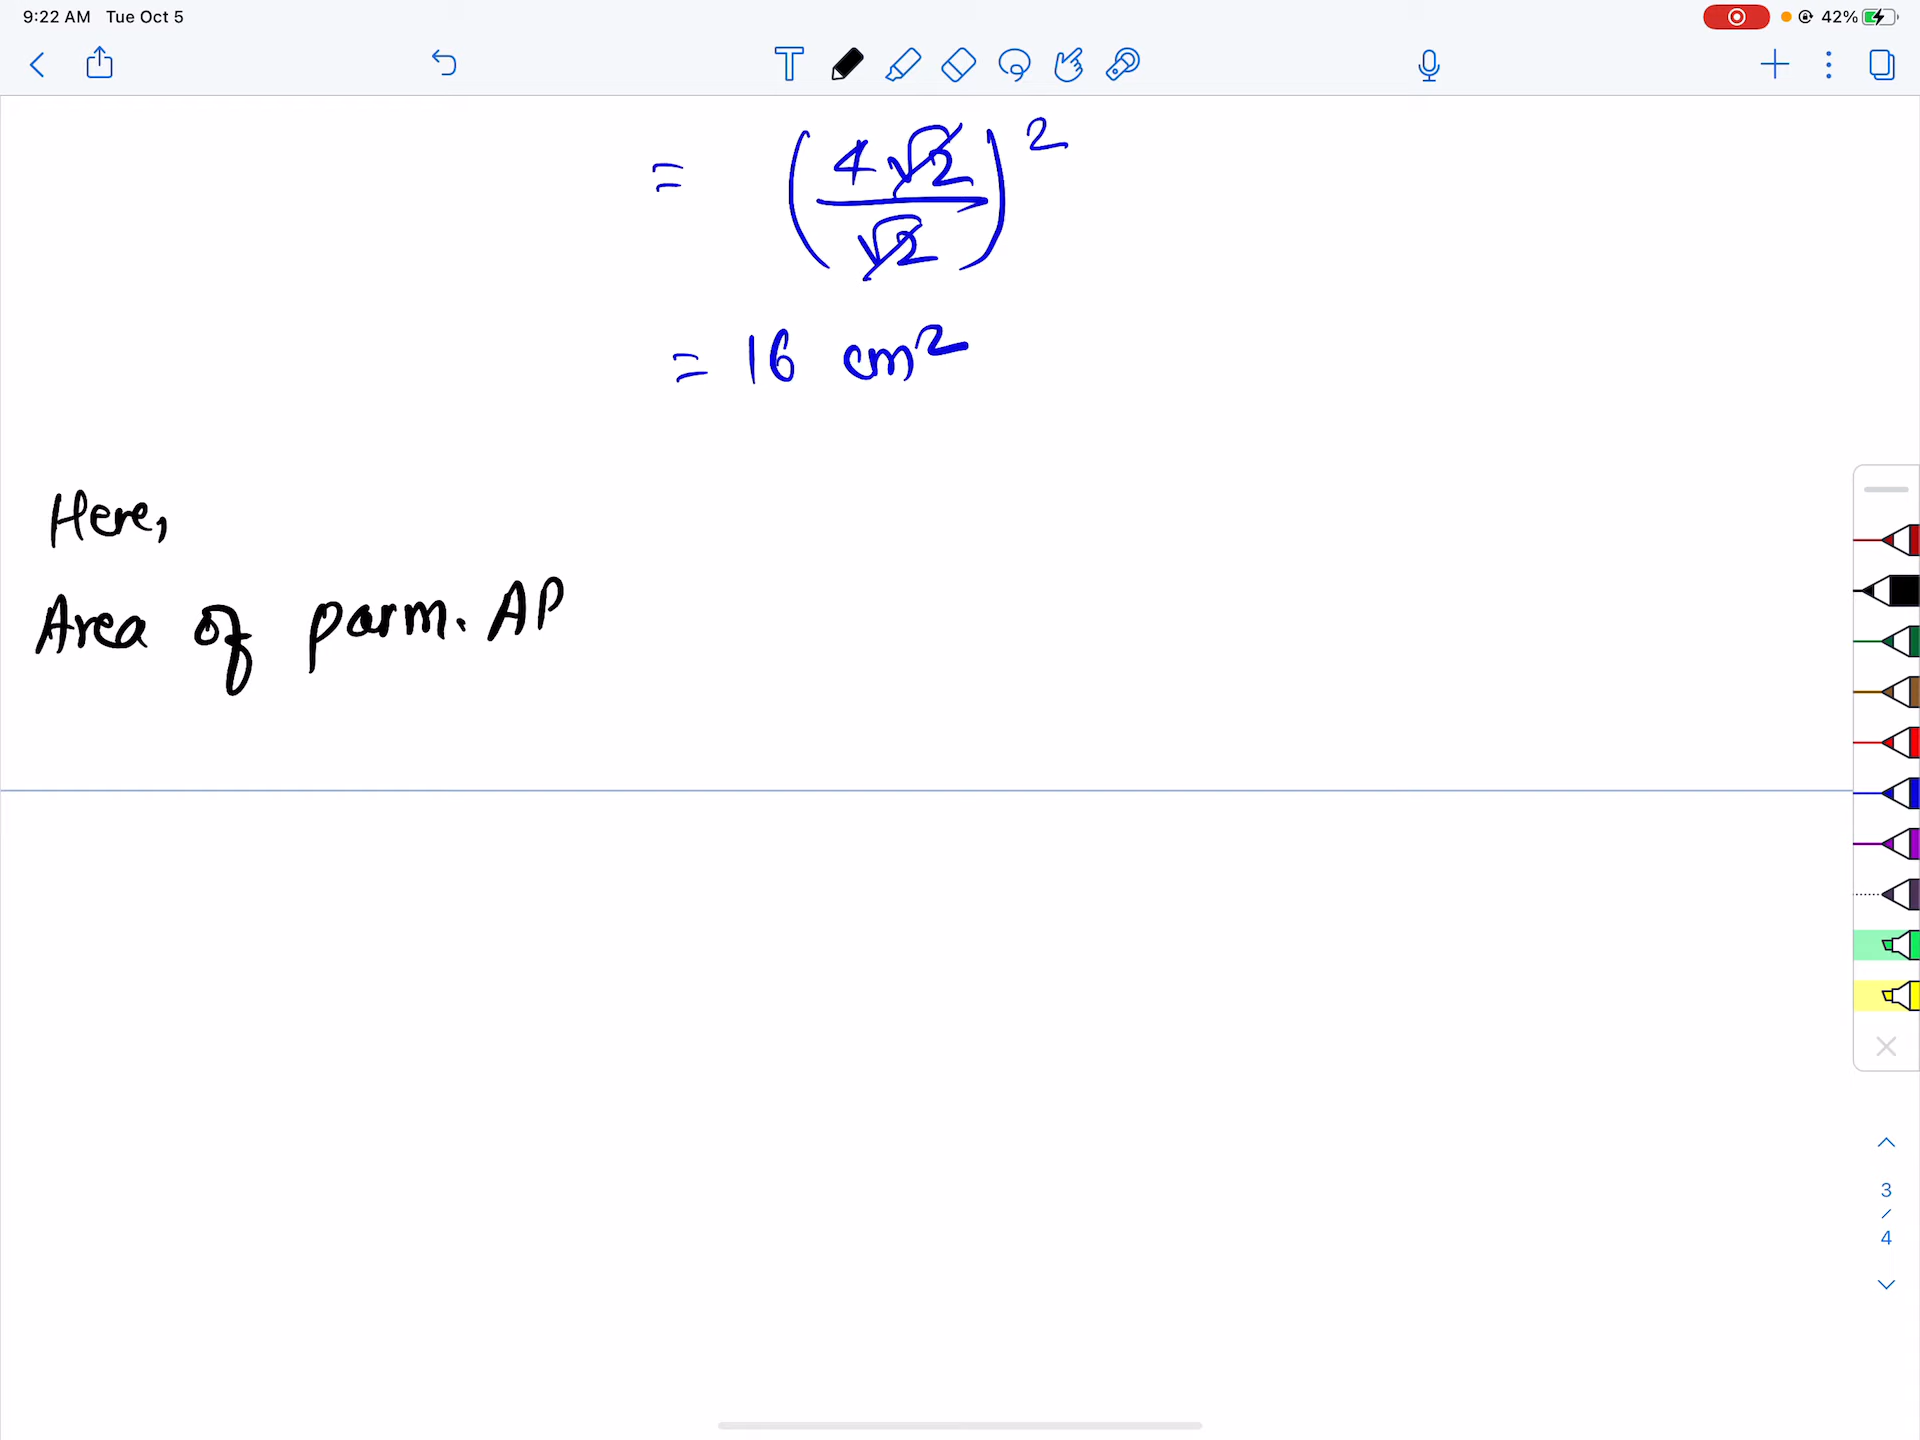 9:22 AM Tue Oct 5
42%
= (4√2/√2)²
= 16 cm²
Here,
Area of parm. AP
3
/
4